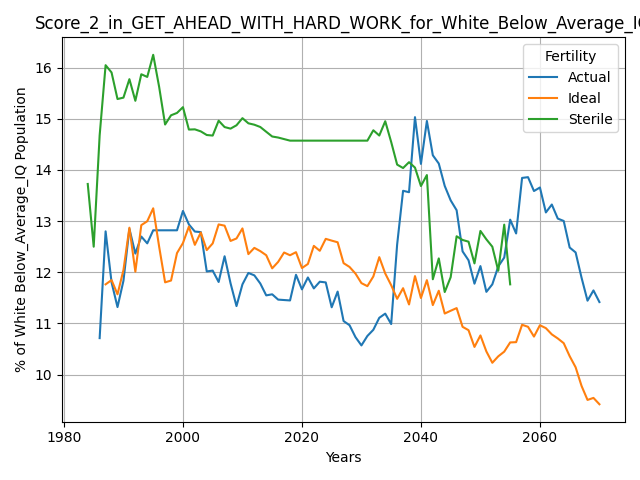 Score_2_in_GET_AHEAD_WITH_HARD_WORK_for_White_Below_Average_IQ
Fertility
Actual
Ideal
Sterile
% of White Below_Average_IQ Population
16
15
14
13
12
11
10
1980
2000
2020
2040
2060
Years